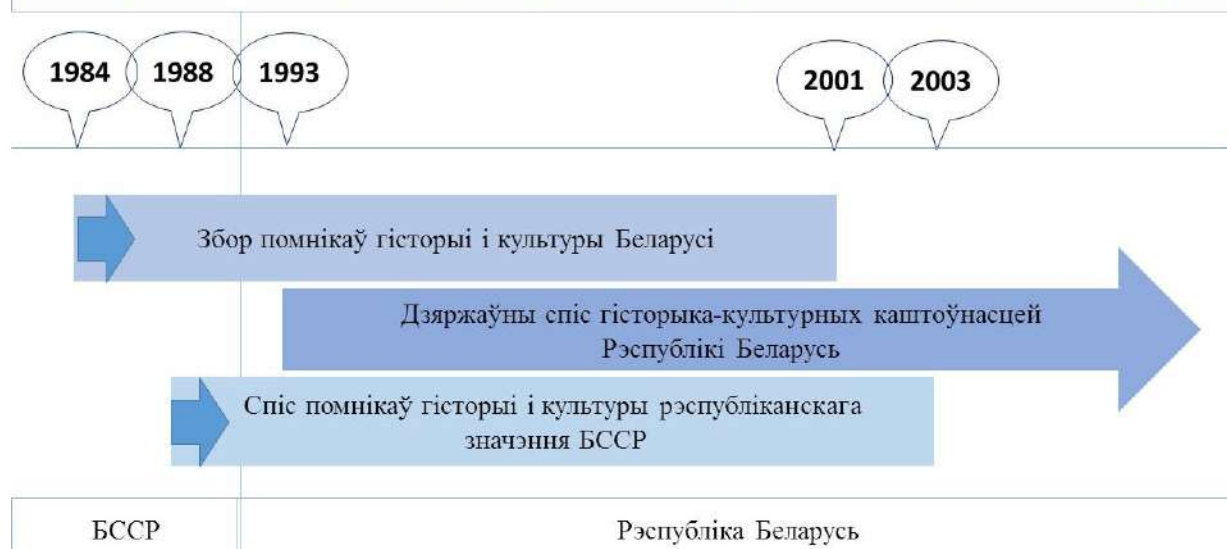 1984
1988
1993
2001
2003
Збор помнікаў гісторыі і культуры Беларусі
Дзяржаўны спіс гісторыка-культурных каштоўнасцей
Рэспублікі Беларусь
Спіс помнікаў гісторыі і культуры рэспубліканскага
значэння БССР
БССР
Рэспубліка Беларусь